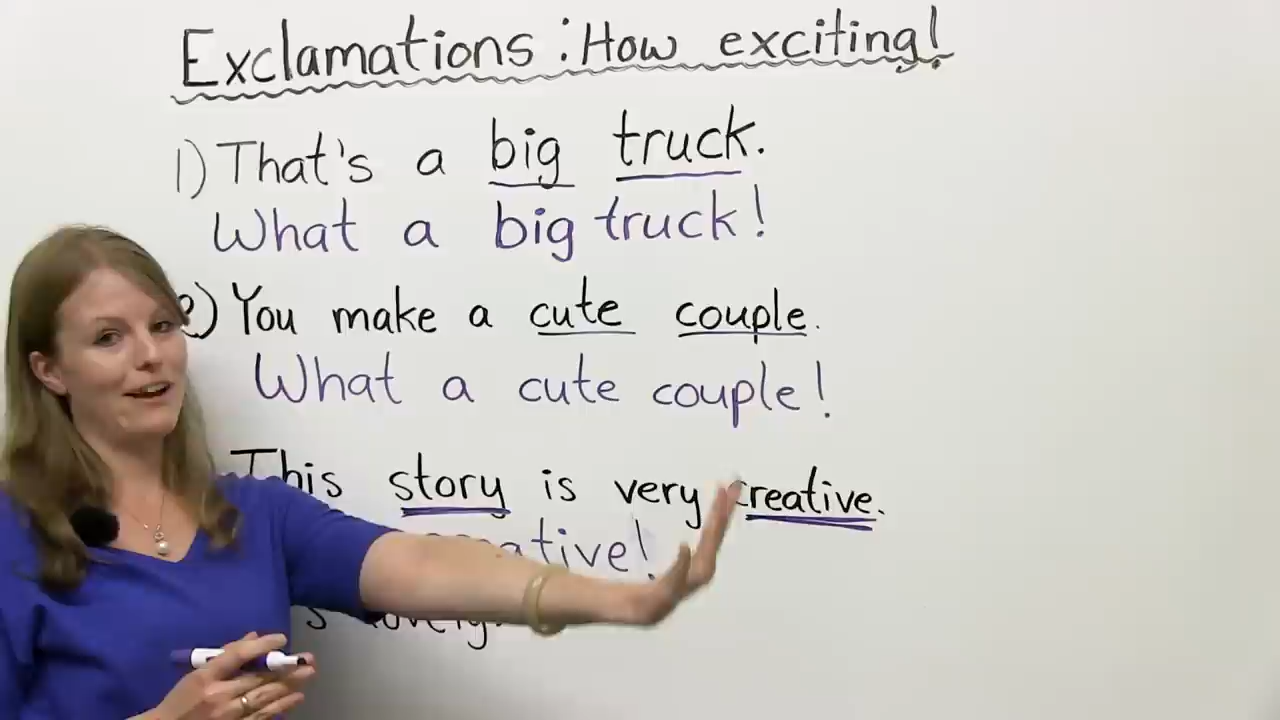 Exclamations: How exciting!
1) That's a big truck.
What a big truck!
2) You make a cute couple.
What a cute couple!
This story is very creative.